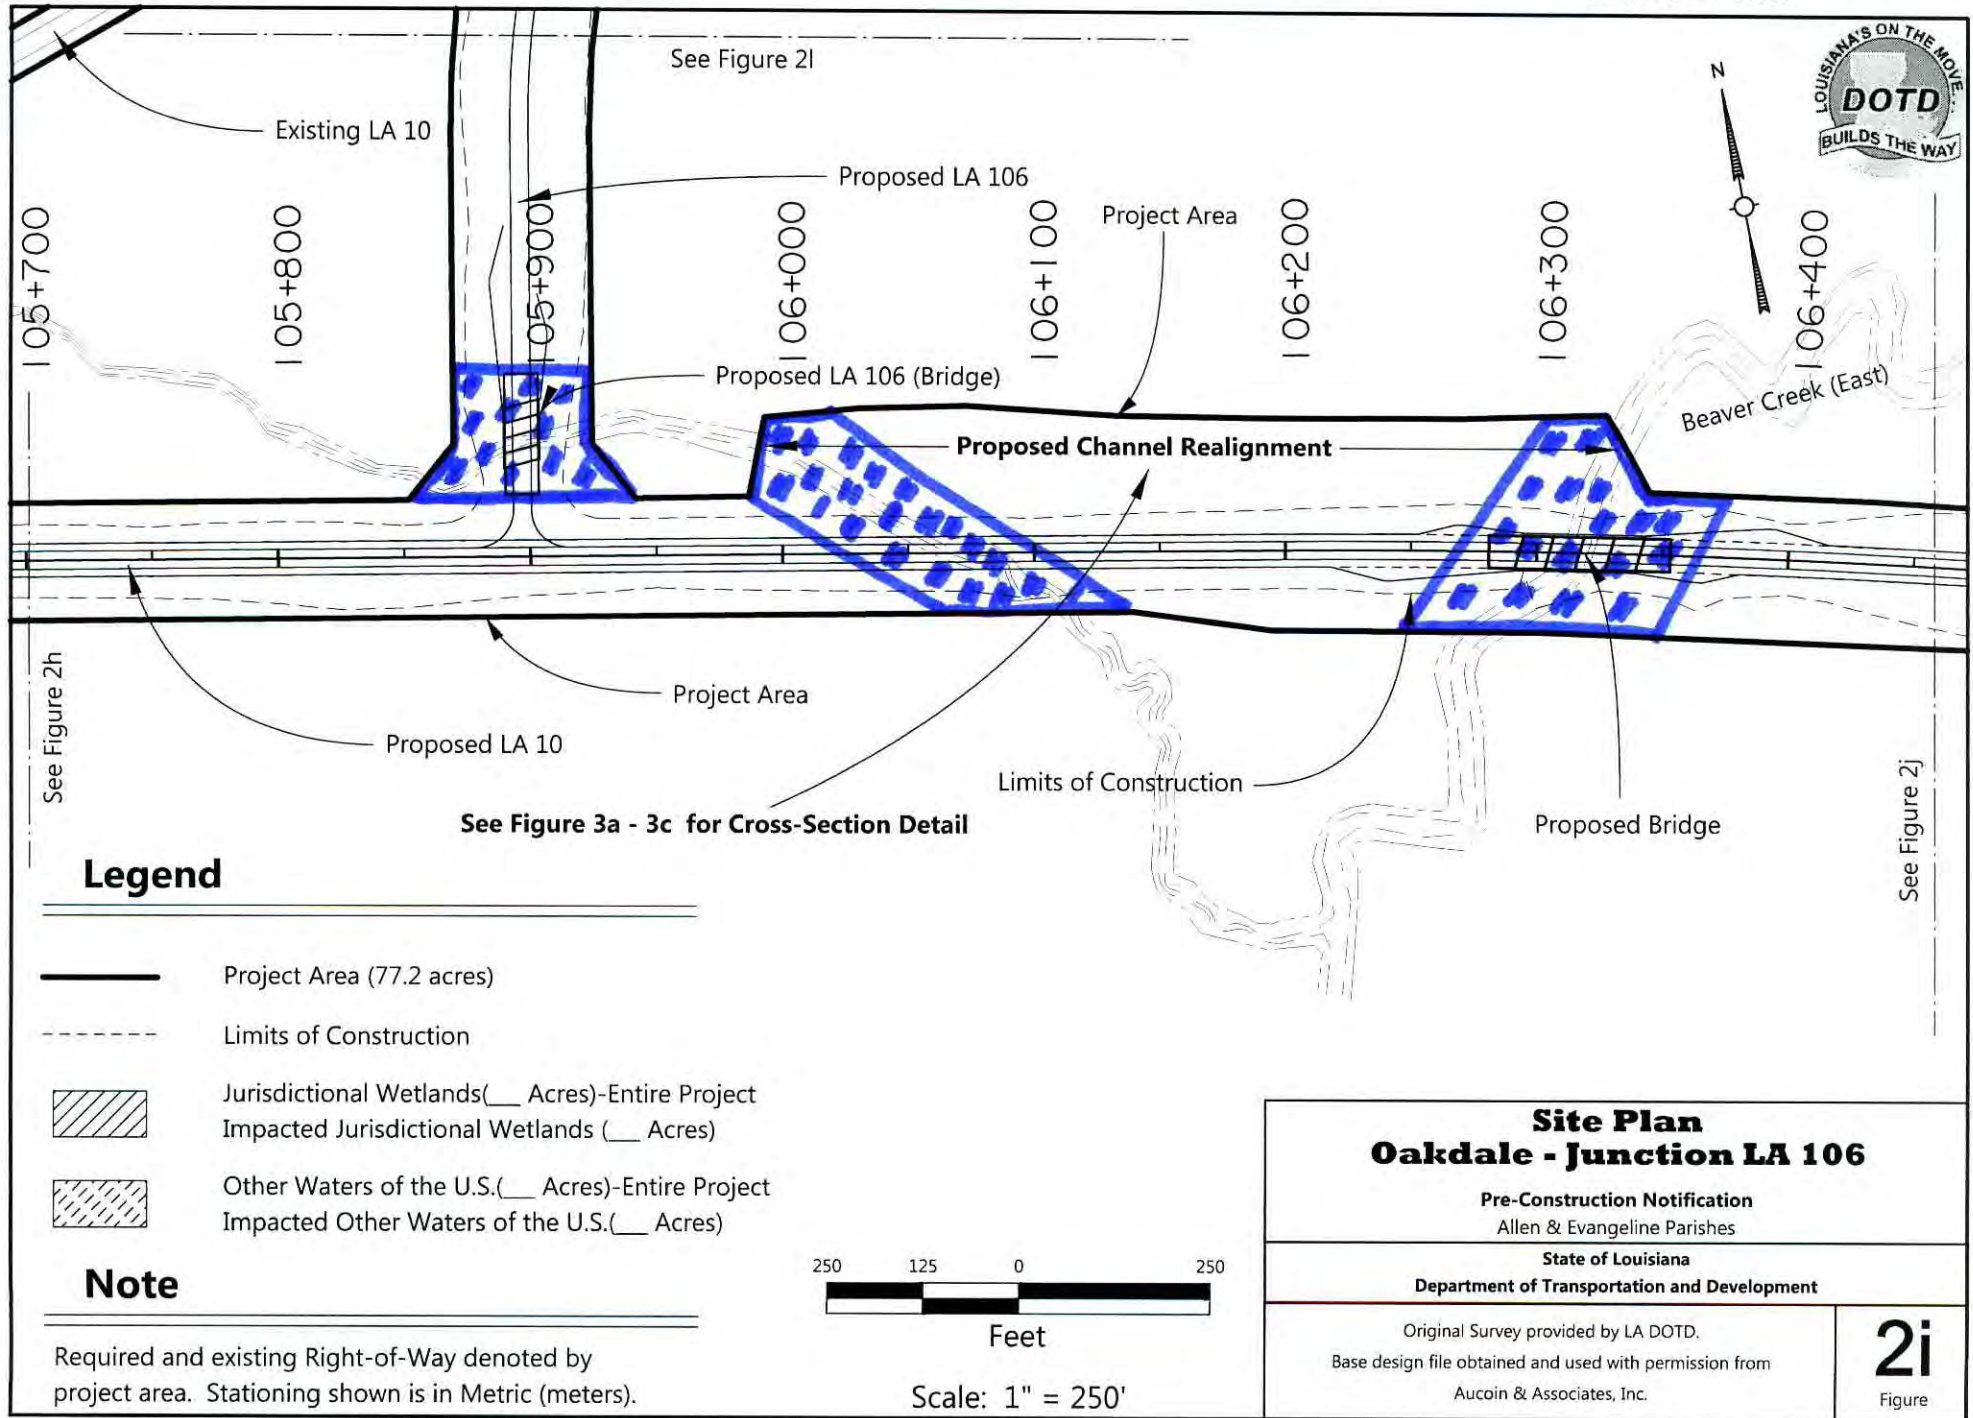 See Figure 2l
LOUISIANA'S ON THE MOVE...
DOTD
BUILDS THE WAY
N
Existing LA 10
Proposed LA 106
Project Area
105+700
105+800
105+900
106+000
106+100
106+200
106+300
106+400
Proposed LA 106 (Bridge)
Beaver Creek (East)
Proposed Channel Realignment
See Figure 2h
Project Area
Proposed LA 10
Limits of Construction
See Figure 3a - 3c for Cross-Section Detail
Proposed Bridge
See Figure 2j
Legend
Project Area (77.2 acres)
Limits of Construction
Jurisdictional Wetlands(__ Acres)-Entire Project
Impacted Jurisdictional Wetlands (__ Acres)
Other Waters of the U.S.(__ Acres)-Entire Project
Impacted Other Waters of the U.S.(__ Acres)
Note
Required and existing Right-of-Way denoted by
project area. Stationing shown is in Metric (meters).
250 125 0 250
Feet
Scale: 1" = 250'
Site Plan
Oakdale - Junction LA 106
Pre-Construction Notification
Allen & Evangeline Parishes
State of Louisiana
Department of Transportation and Development
Original Survey provided by LA DOTD.
Base design file obtained and used with permission from
Aucoin & Associates, Inc.
2i
Figure